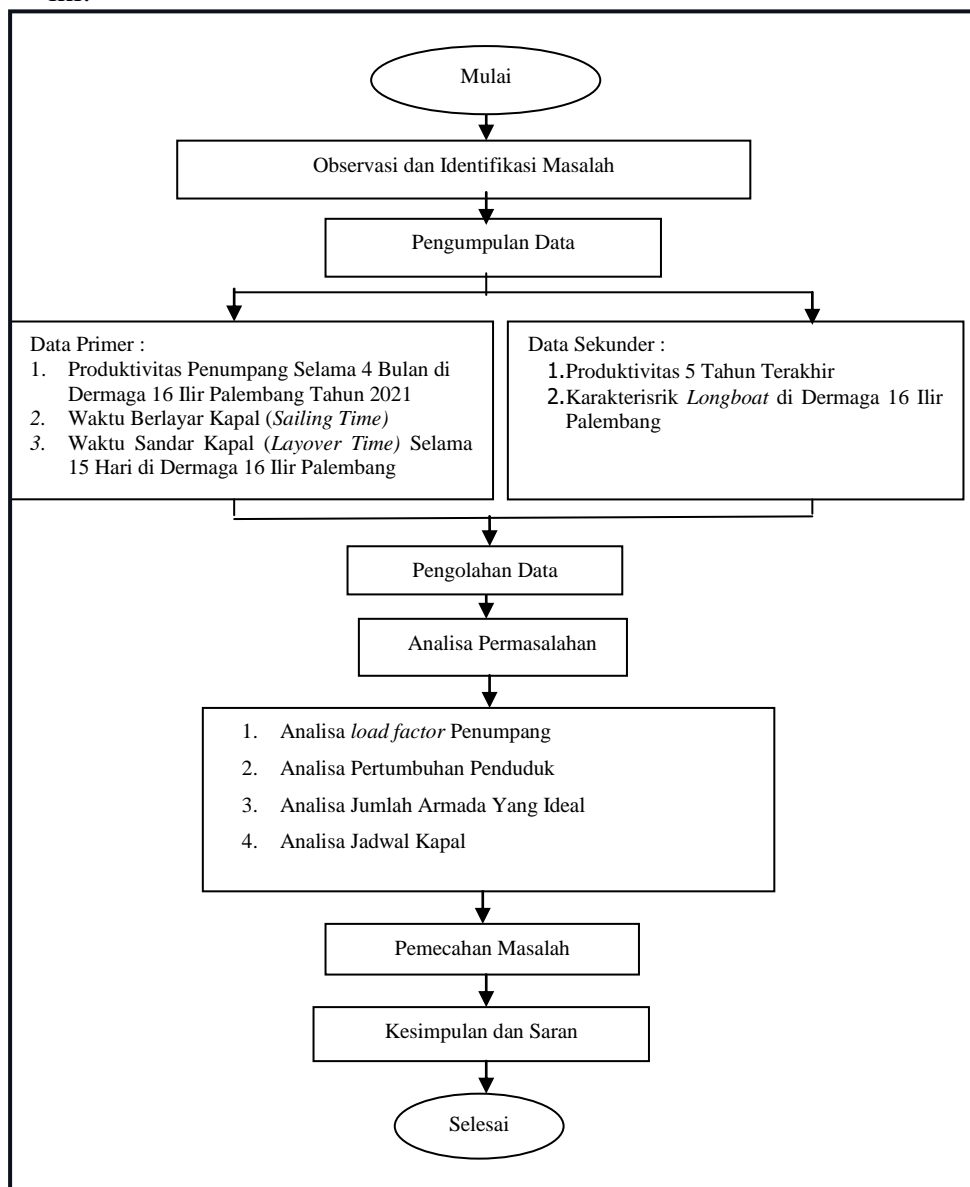 ini.
Mulai
Observasi dan Identifikasi Masalah
Pengumpulan Data
Data Primer :
1. Produktivitas Penumpang Selama 4 Bulan di
Dermaga 16 Ilir Palembang Tahun 2021
2. Waktu Berlayar Kapal (Sailing Time)
3. Waktu Sandar Kapal (Layover Time) Selama
15 Hari di Dermaga 16 Ilir Palembang
Data Sekunder :
1.Produktivitas 5 Tahun Terakhir
2.Karakterisrik Longboat di Dermaga 16 Ilir
Palembang
Pengolahan Data
Analisa Permasalahan
1. Analisa load factor Penumpang
2. Analisa Pertumbuhan Penduduk
3. Analisa Jumlah Armada Yang Ideal
4. Analisa Jadwal Kapal
Pemecahan Masalah
Kesimpulan dan Saran
Selesai